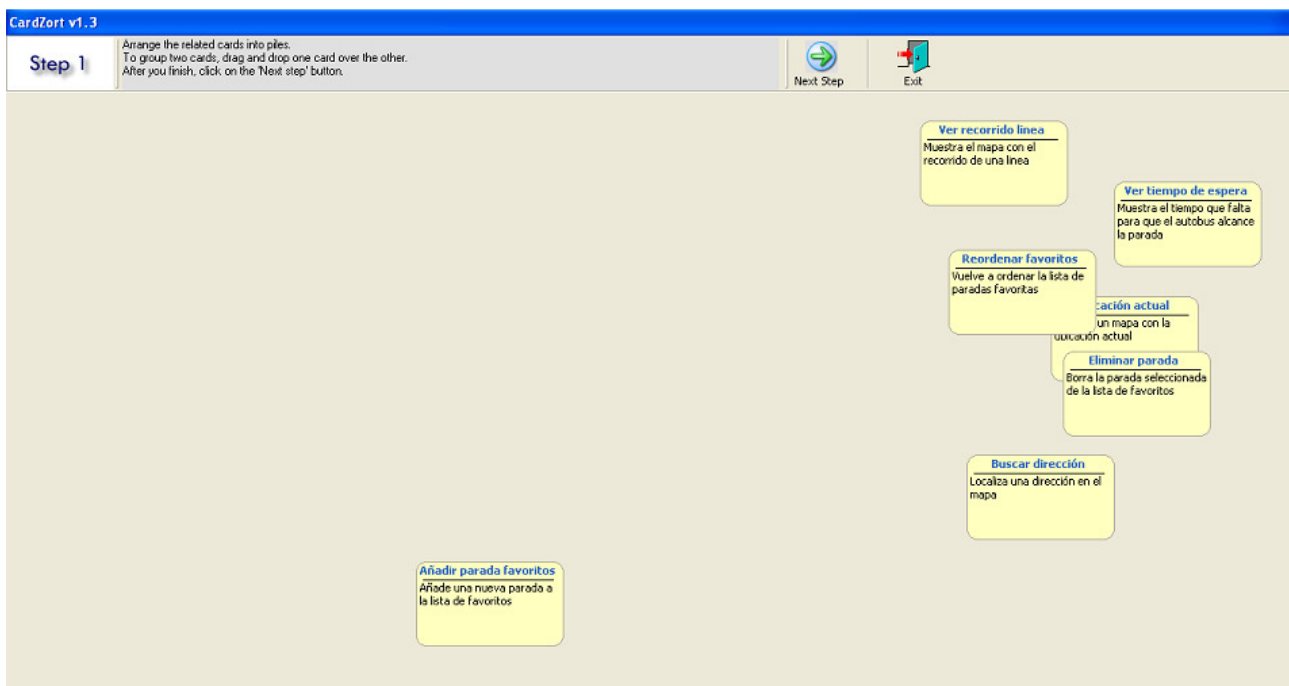 CardZort v1.3
Step 1
Arrange the related cards into piles.
To group two cards, drag and drop one card over the other.
After you finish, click on the 'Next step' button.
Next Step
Exit
Ver recorrido linea
Muestra el mapa con el
recorrido de una linea
Ver tiempo de espera
Muestra el tiempo que falta
para que el autobus alcance
la parada
Reordenar favoritos
Vuelve a ordenar la lista de
paradas favoritas
actual
un mapa con la
ubicación actual
Eliminar parada
Borra la parada seleccionada
de la lista de favoritos
Buscar dirección
Localiza una dirección en el
mapa
Añadir parada favoritos
Añade una nueva parada a
la lista de favoritos